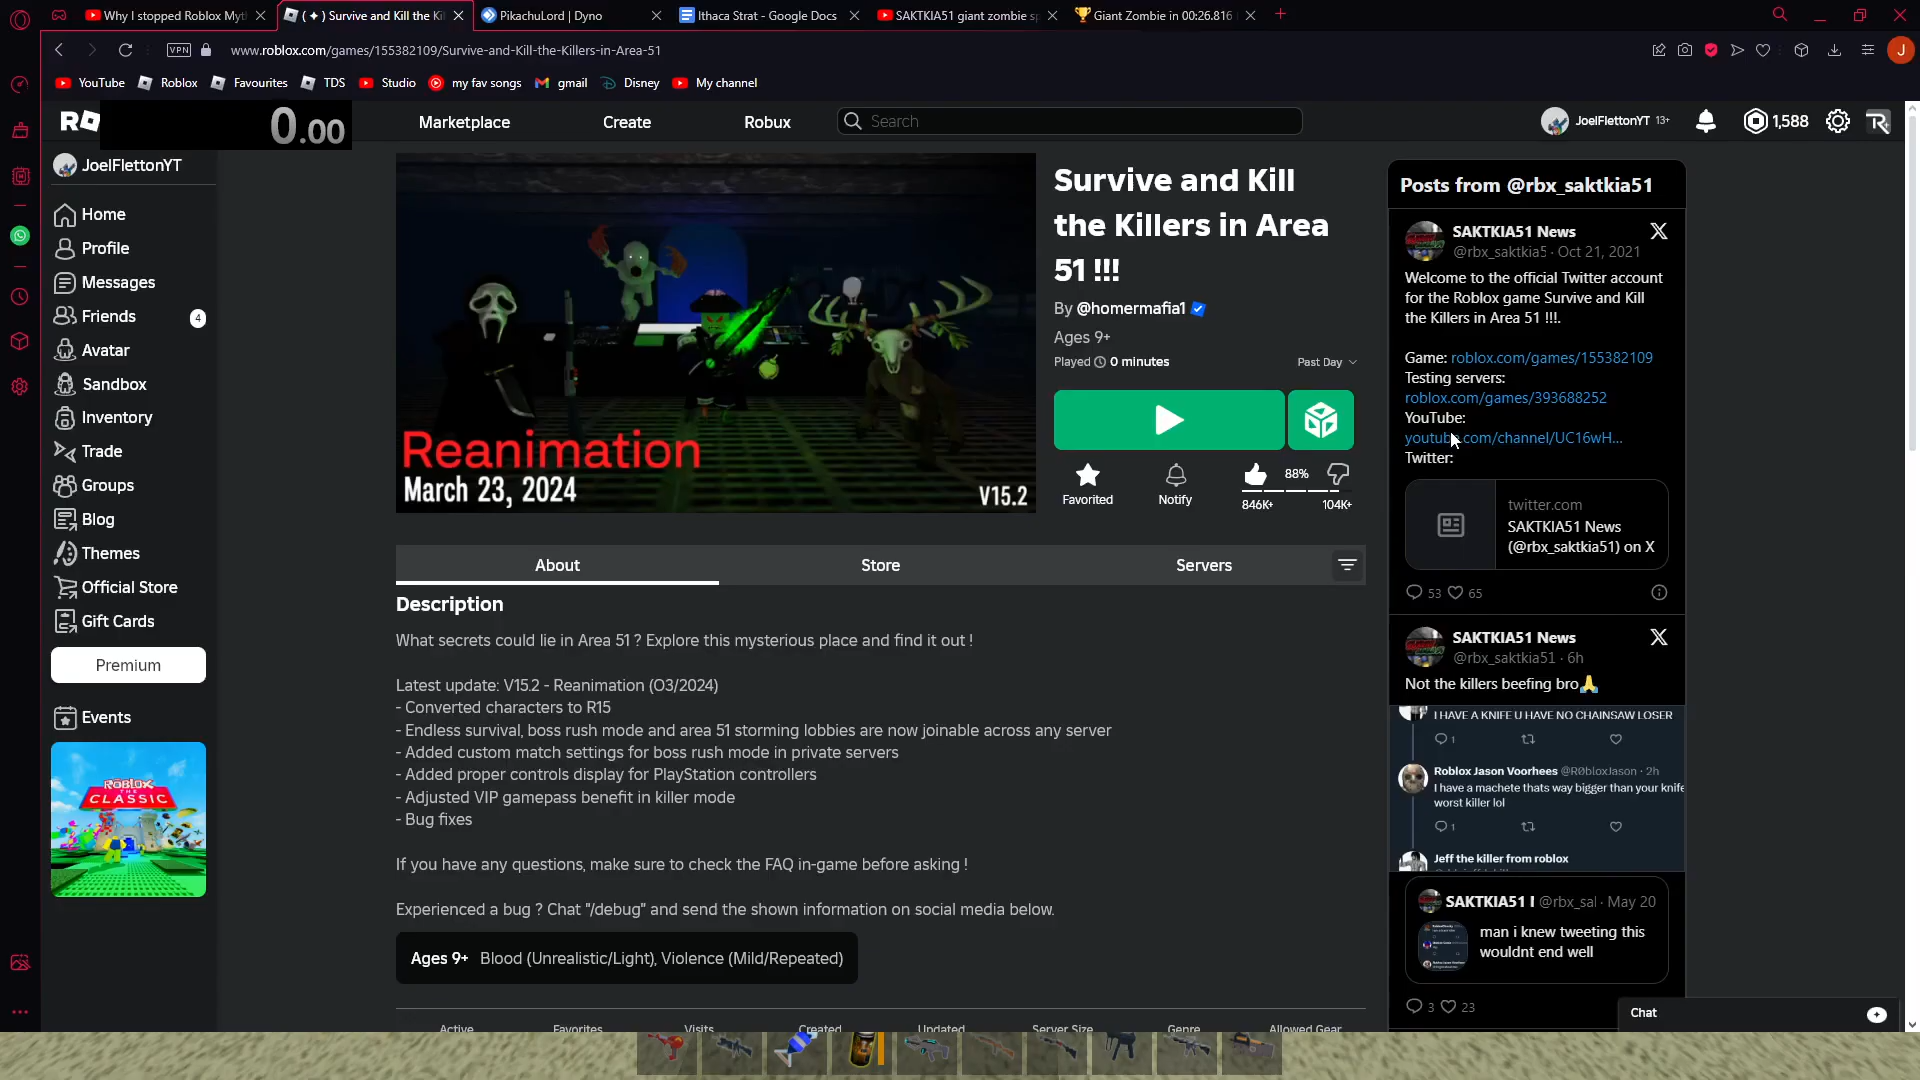 Why I stopped Roblox Myt
( ✦ ) Survive and Kill the Ki
PikachuLord | Dyno
Ithaca Strat - Google Docs
SAKTKIA51 giant zombie sp
Giant Zombie in 00:26.816
VPN
www.roblox.com/games/155382109/Survive-and-Kill-the-Killers-in-Area-51
J
YouTube
Roblox
Favourites
TDS
Studio
my fav songs
gmail
Disney
My channel
0.00
Marketplace
Create
Robux
Search
JoelFlettonYT 13+
1,588
JoelFlettonYT
Home
Profile
Messages
Friends
4
Avatar
Sandbox
Inventory
Trade
Groups
Blog
Themes
Official Store
Gift Cards
Premium
Events
ROBLOX
THE
CLASSIC
Reanimation
March 23, 2024
V15.2
Survive and Kill
the Killers in Area
51 !!!
By @homermafia1
Ages 9+
Played 0 minutes
Past Day
Favorited
Notify
88%
846K+
104K+
About
Store
Servers
Description
What secrets could lie in Area 51 ? Explore this mysterious place and find it out !
Latest update: V15.2 - Reanimation (03/2024)
- Converted characters to R15
- Endless survival, boss rush mode and area 51 storming lobbies are now joinable across any server
- Added custom match settings for boss rush mode in private servers
- Added proper controls display for PlayStation controllers
- Adjusted VIP gamepass benefit in killer mode
- Bug fixes
If you have any questions, make sure to check the FAQ in-game before asking !
Experienced a bug ? Chat "/debug" and send the shown information on social media below.
Ages 9+ Blood (Unrealistic/Light), Violence (Mild/Repeated)
Active
Favorites
Visits
Created
Updated
Server Size
Genre
Allowed Gear
Posts from @rbx_saktkia51
SAKTKIA51 News
@rbx_saktkia5 · Oct 21, 2021
Welcome to the official Twitter account
for the Roblox game Survive and Kill
the Killers in Area 51 !!!.
Game: roblox.com/games/155382109
Testing servers:
roblox.com/games/393688252
YouTube:
youtube.com/channel/UC16wH...
Twitter:
twitter.com
SAKTKIA51 News
(@rbx_saktkia51) on X
53
65
SAKTKIA51 News
@rbx_saktkia51 · 6h
Not the killers beefing bro🙏
I HAVE A KNIFE U HAVE NO CHAINSAW LOSER
1
Roblox Jason Voorhees @R0bloxJason · 2h
I have a machete thats way bigger than your knife
worst killer lol
1
Jeff the killer from roblox
SAKTKIA51 I @rbx_sal · May 20
man i knew tweeting this
wouldnt end well
3
23
Chat